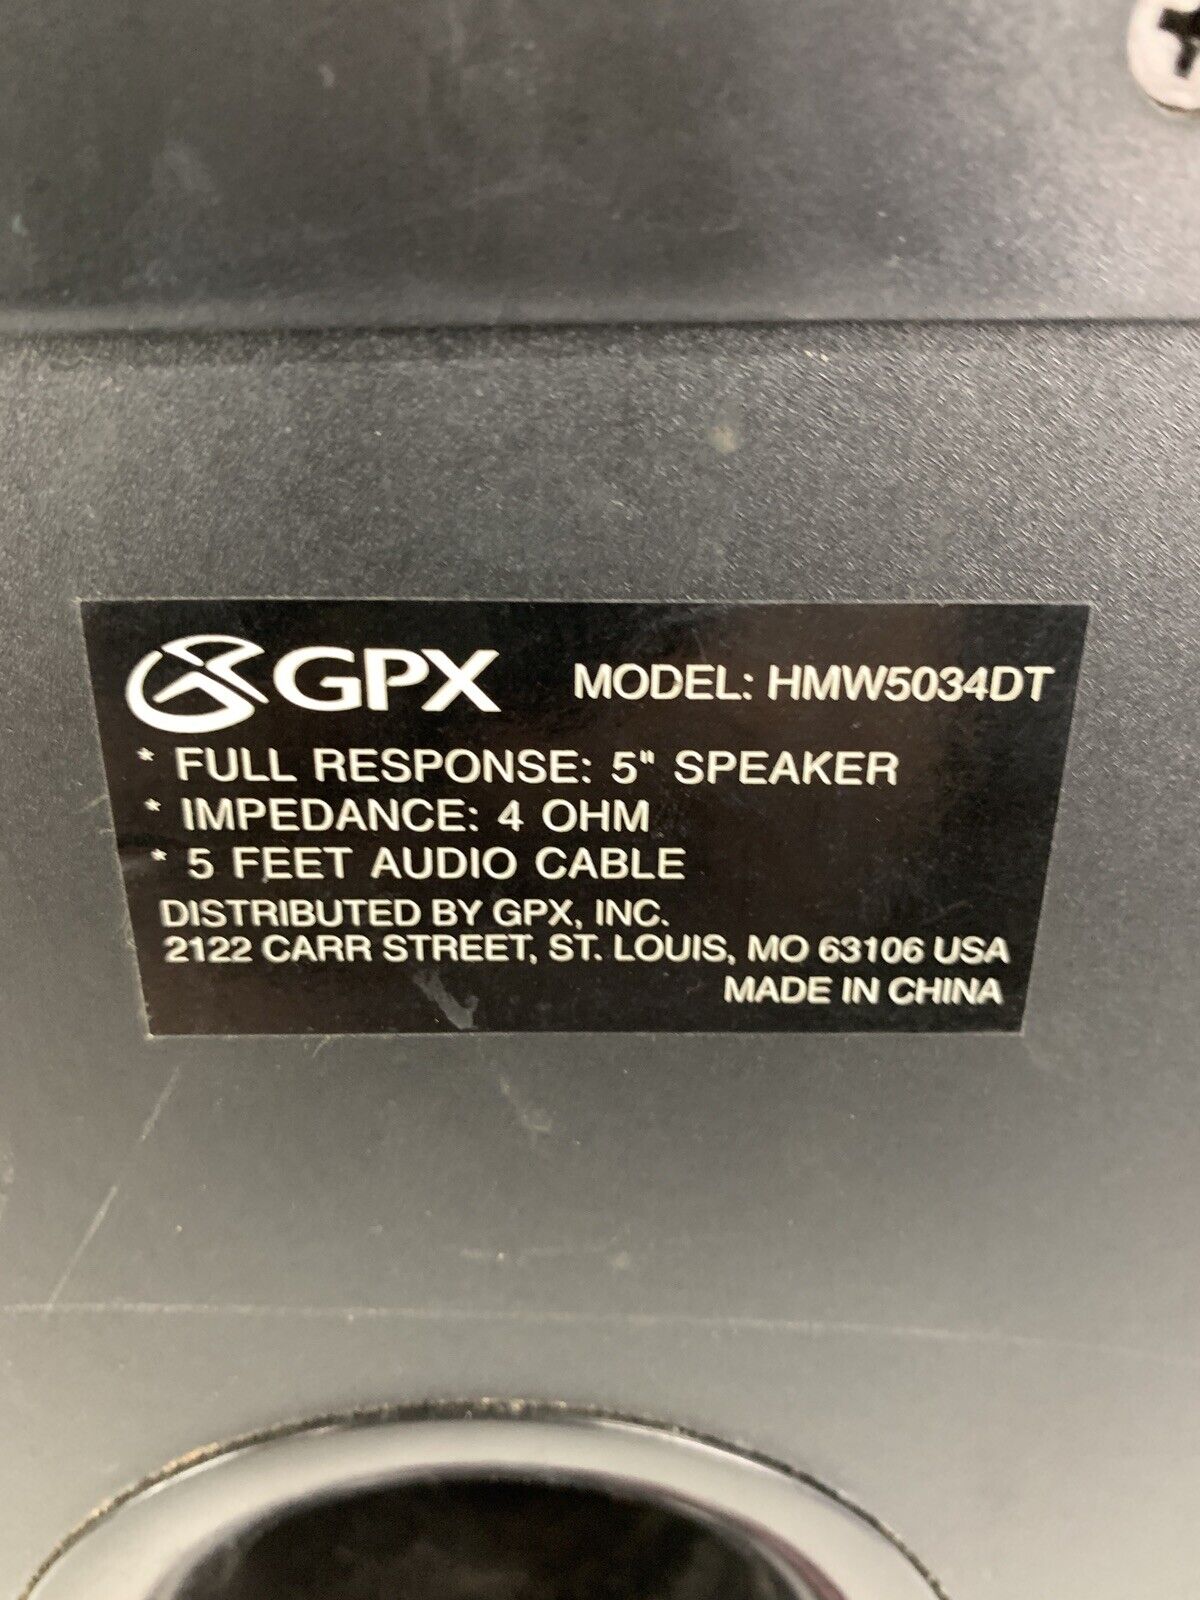 GPX MODEL: HMW5034DT
* FULL RESPONSE: 5" SPEAKER
* IMPEDANCE: 4 OHM
* 5 FEET AUDIO CABLE
DISTRIBUTED BY GPX, INC.
2122 CARR STREET, ST. LOUIS, MO 63106 USA
MADE IN CHINA